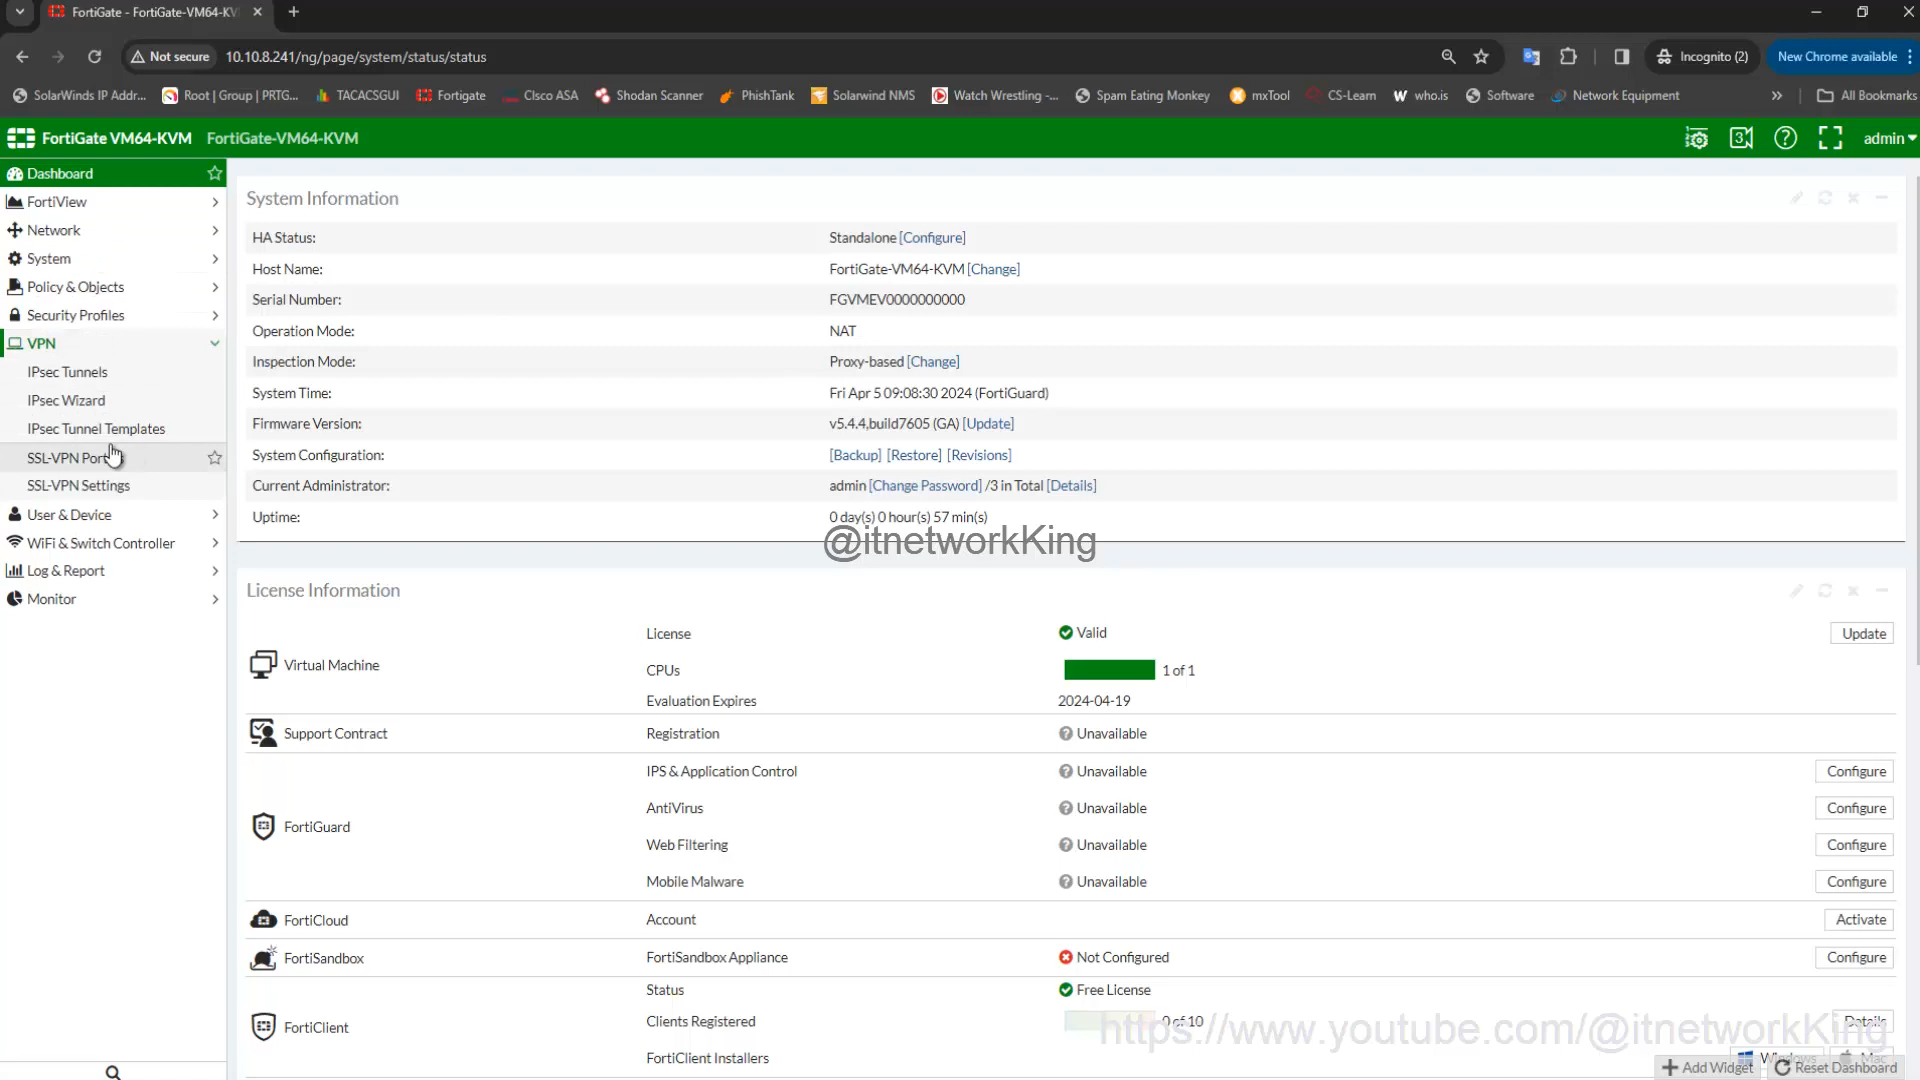 FortiGate - FortiGate-VM64-KV
Not secure
10.10.8.241/ng/page/system/status/status
Incognito (2)
New Chrome available
SolarWinds IP Addr...
Root | Group | PRTG...
TACACSGUI
Fortigate
CIsco ASA
Shodan Scanner
PhishTank
Solarwind NMS
Watch Wrestling -...
Spam Eating Monkey
mxTool
CS-Learn
who.is
Software
Network Equipment
All Bookmarks
FortiGate VM64-KVM FortiGate-VM64-KVM
3
admin
Dashboard
FortiView
Network
System
Policy & Objects
Security Profiles
VPN
IPsec Tunnels
IPsec Wizard
IPsec Tunnel Templates
SSL-VPN Por
SSL-VPN Settings
User & Device
WiFi & Switch Controller
Log & Report
Monitor
System Information
HA Status: Standalone [Configure]
Host Name: FortiGate-VM64-KVM [Change]
Serial Number: FGVMEV0000000000
Operation Mode: NAT
Inspection Mode: Proxy-based [Change]
System Time: Fri Apr 5 09:08:30 2024 (FortiGuard)
Firmware Version: v5.4.4,build7605 (GA) [Update]
System Configuration: [Backup] [Restore] [Revisions]
Current Administrator: admin [Change Password] /3 in Total [Details]
Uptime: 0 day(s) 0 hour(s) 57 min(s)
@itnetworkKing
License Information
Virtual Machine
License Valid Update
CPUs 1 of 1
Evaluation Expires 2024-04-19
Support Contract Registration Unavailable
FortiGuard
IPS & Application Control Unavailable Configure
AntiVirus Unavailable Configure
Web Filtering Unavailable Configure
Mobile Malware Unavailable Configure
FortiCloud Account Activate
FortiSandbox FortiSandbox Appliance Not Configured Configure
FortiClient
Status Free License
Clients Registered 0 of 10 Details
https://www.youtube.com/@itnetworkKing
FortiClient Installers Windows Mac
Add Widget Reset Dashboard